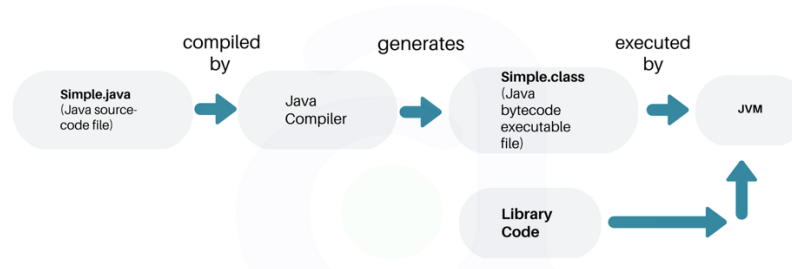 compiled
by
generates
executed
by
Simple.java
(Java source-
code file)
Java
Compiler
Simple.class
(Java
bytecode
executable
file)
JVM
Library
Code